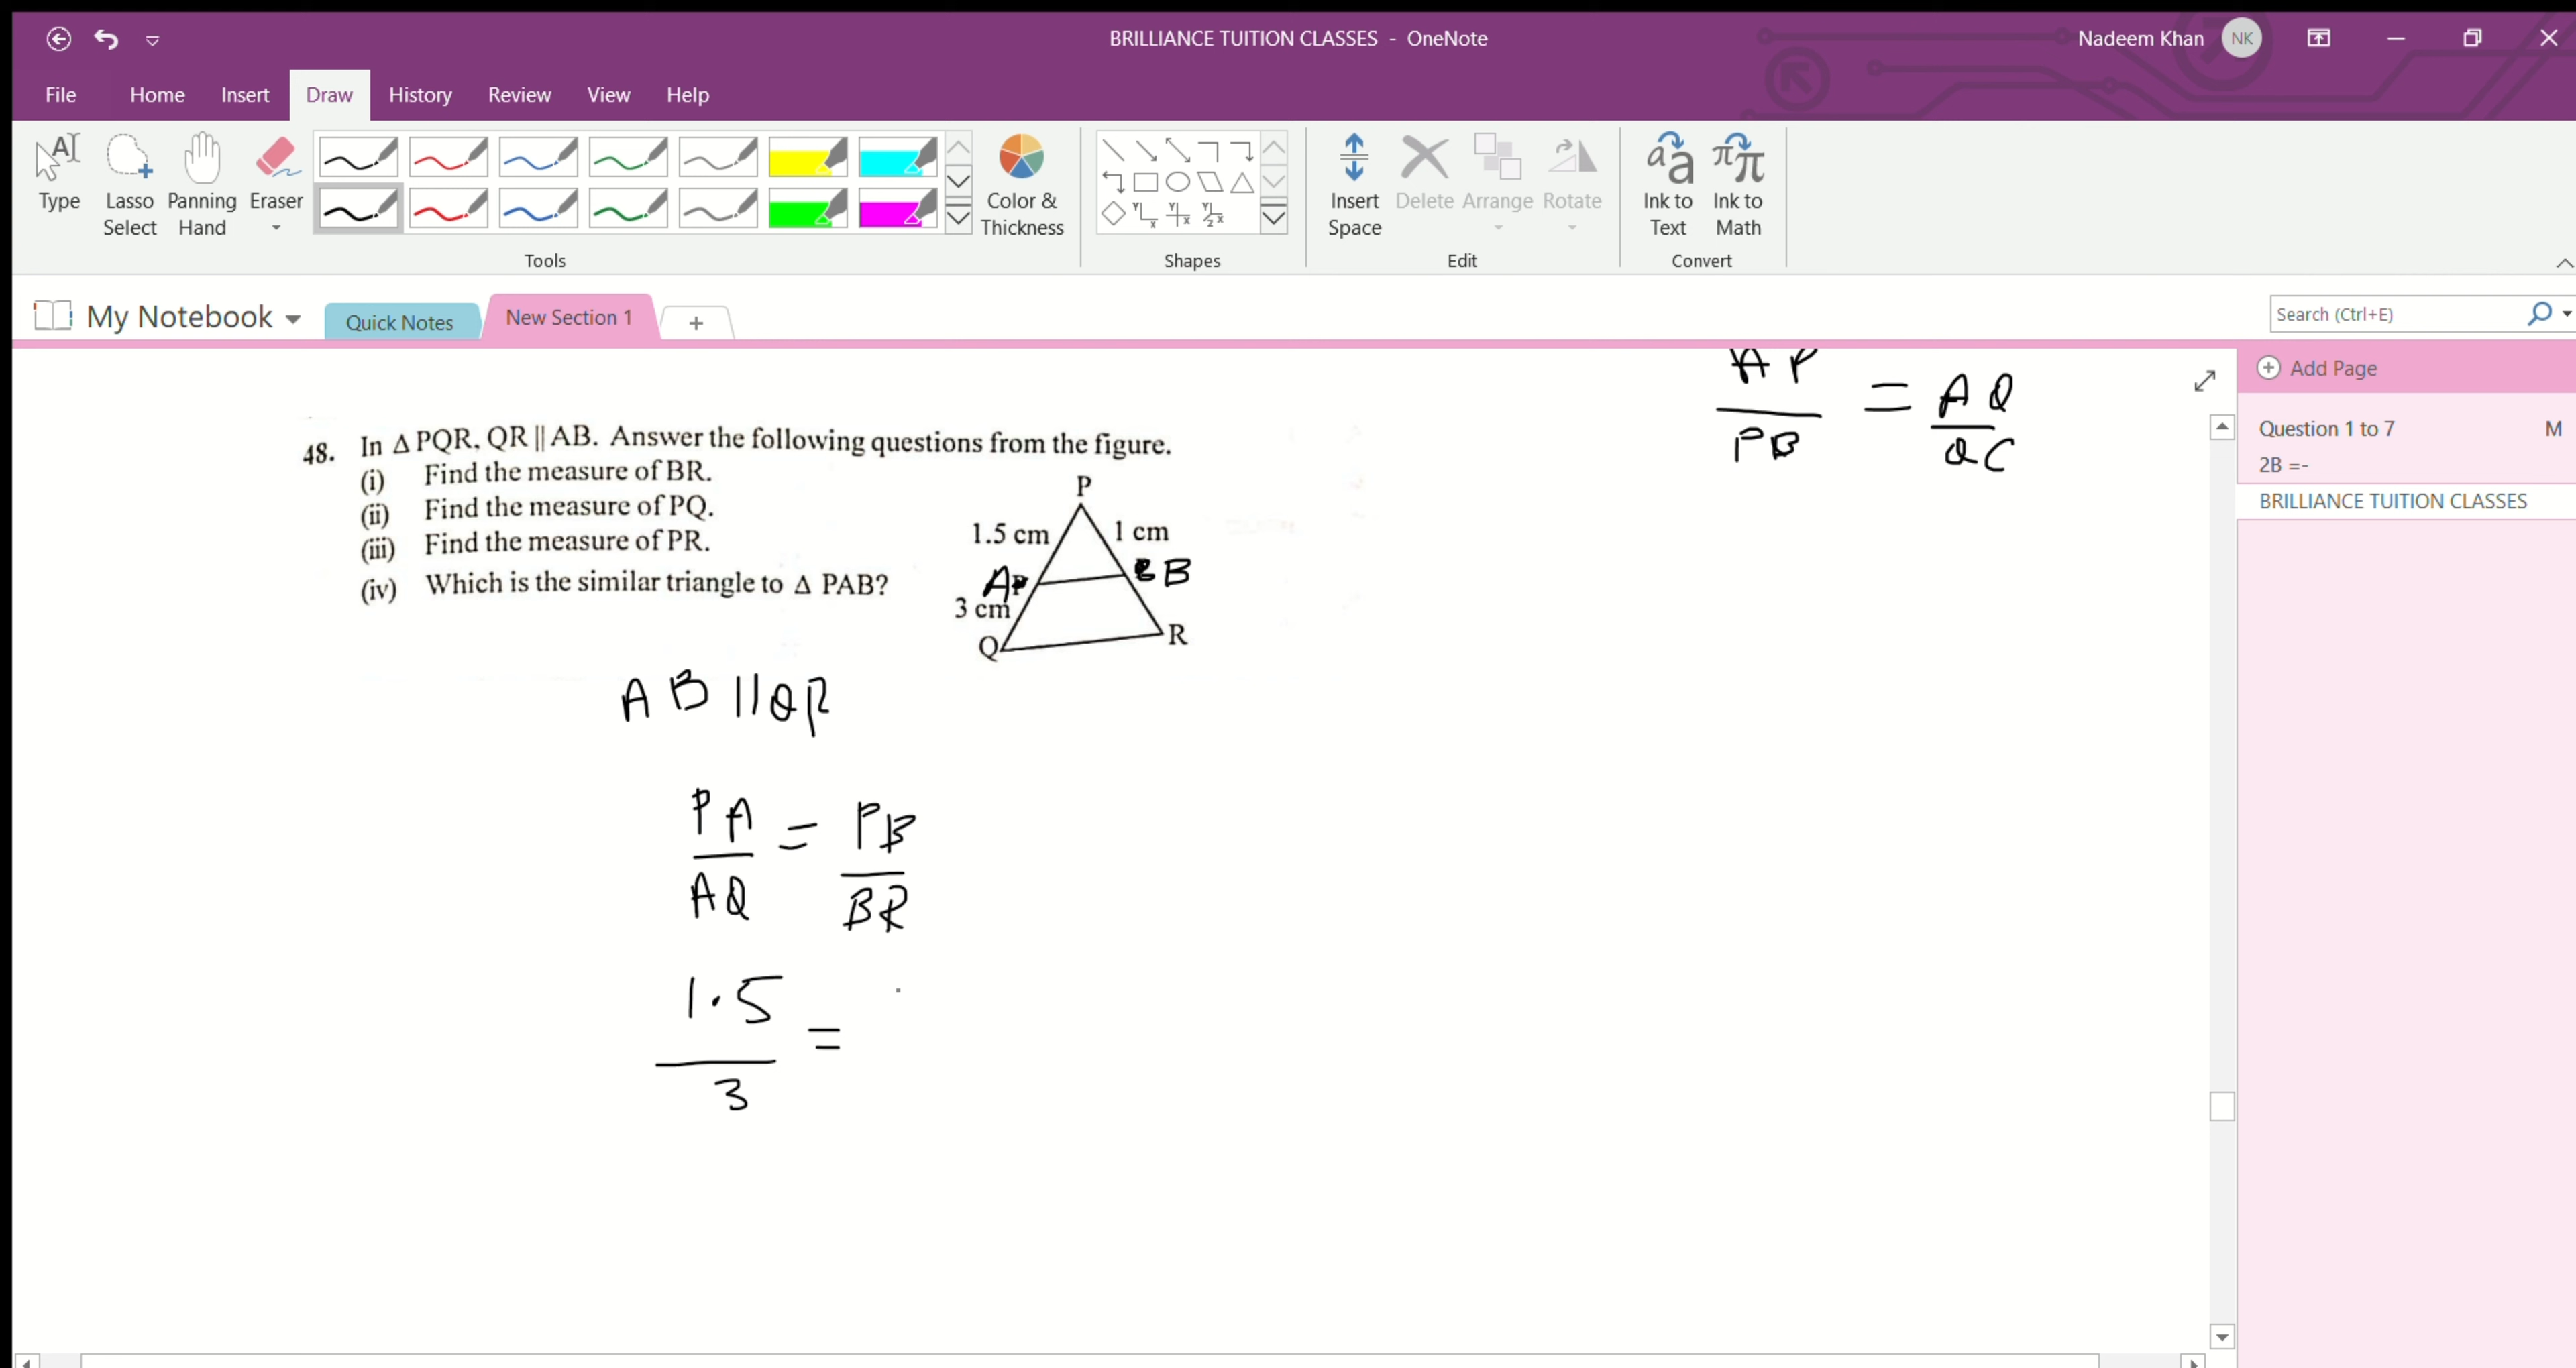 BRILLIANCE TUITION CLASSES - OneNote
Nadeem Khan NK
File Home Insert Draw History Review View Help
Type
Lasso Select
Panning Hand
Eraser
Color & Thickness
Insert Space
Delete
Arrange
Rotate
Ink to Text
Ink to Math
Tools
Shapes
Edit
Convert
My Notebook
Quick Notes
New Section 1
+
Search (Ctrl+E)
Add Page
Question 1 to 7 M
2B =-
BRILLIANCE TUITION CLASSES
AP/PB = AQ/QC
48. In Δ PQR, QR || AB. Answer the following questions from the figure.
(i) Find the measure of BR.
(ii) Find the measure of PQ.
(iii) Find the measure of PR.
(iv) Which is the similar triangle to Δ PAB?
P
1.5 cm 1 cm
A B
3 cm
Q R
AB || QR
PA/AQ = PB/BR
1.5/3 =